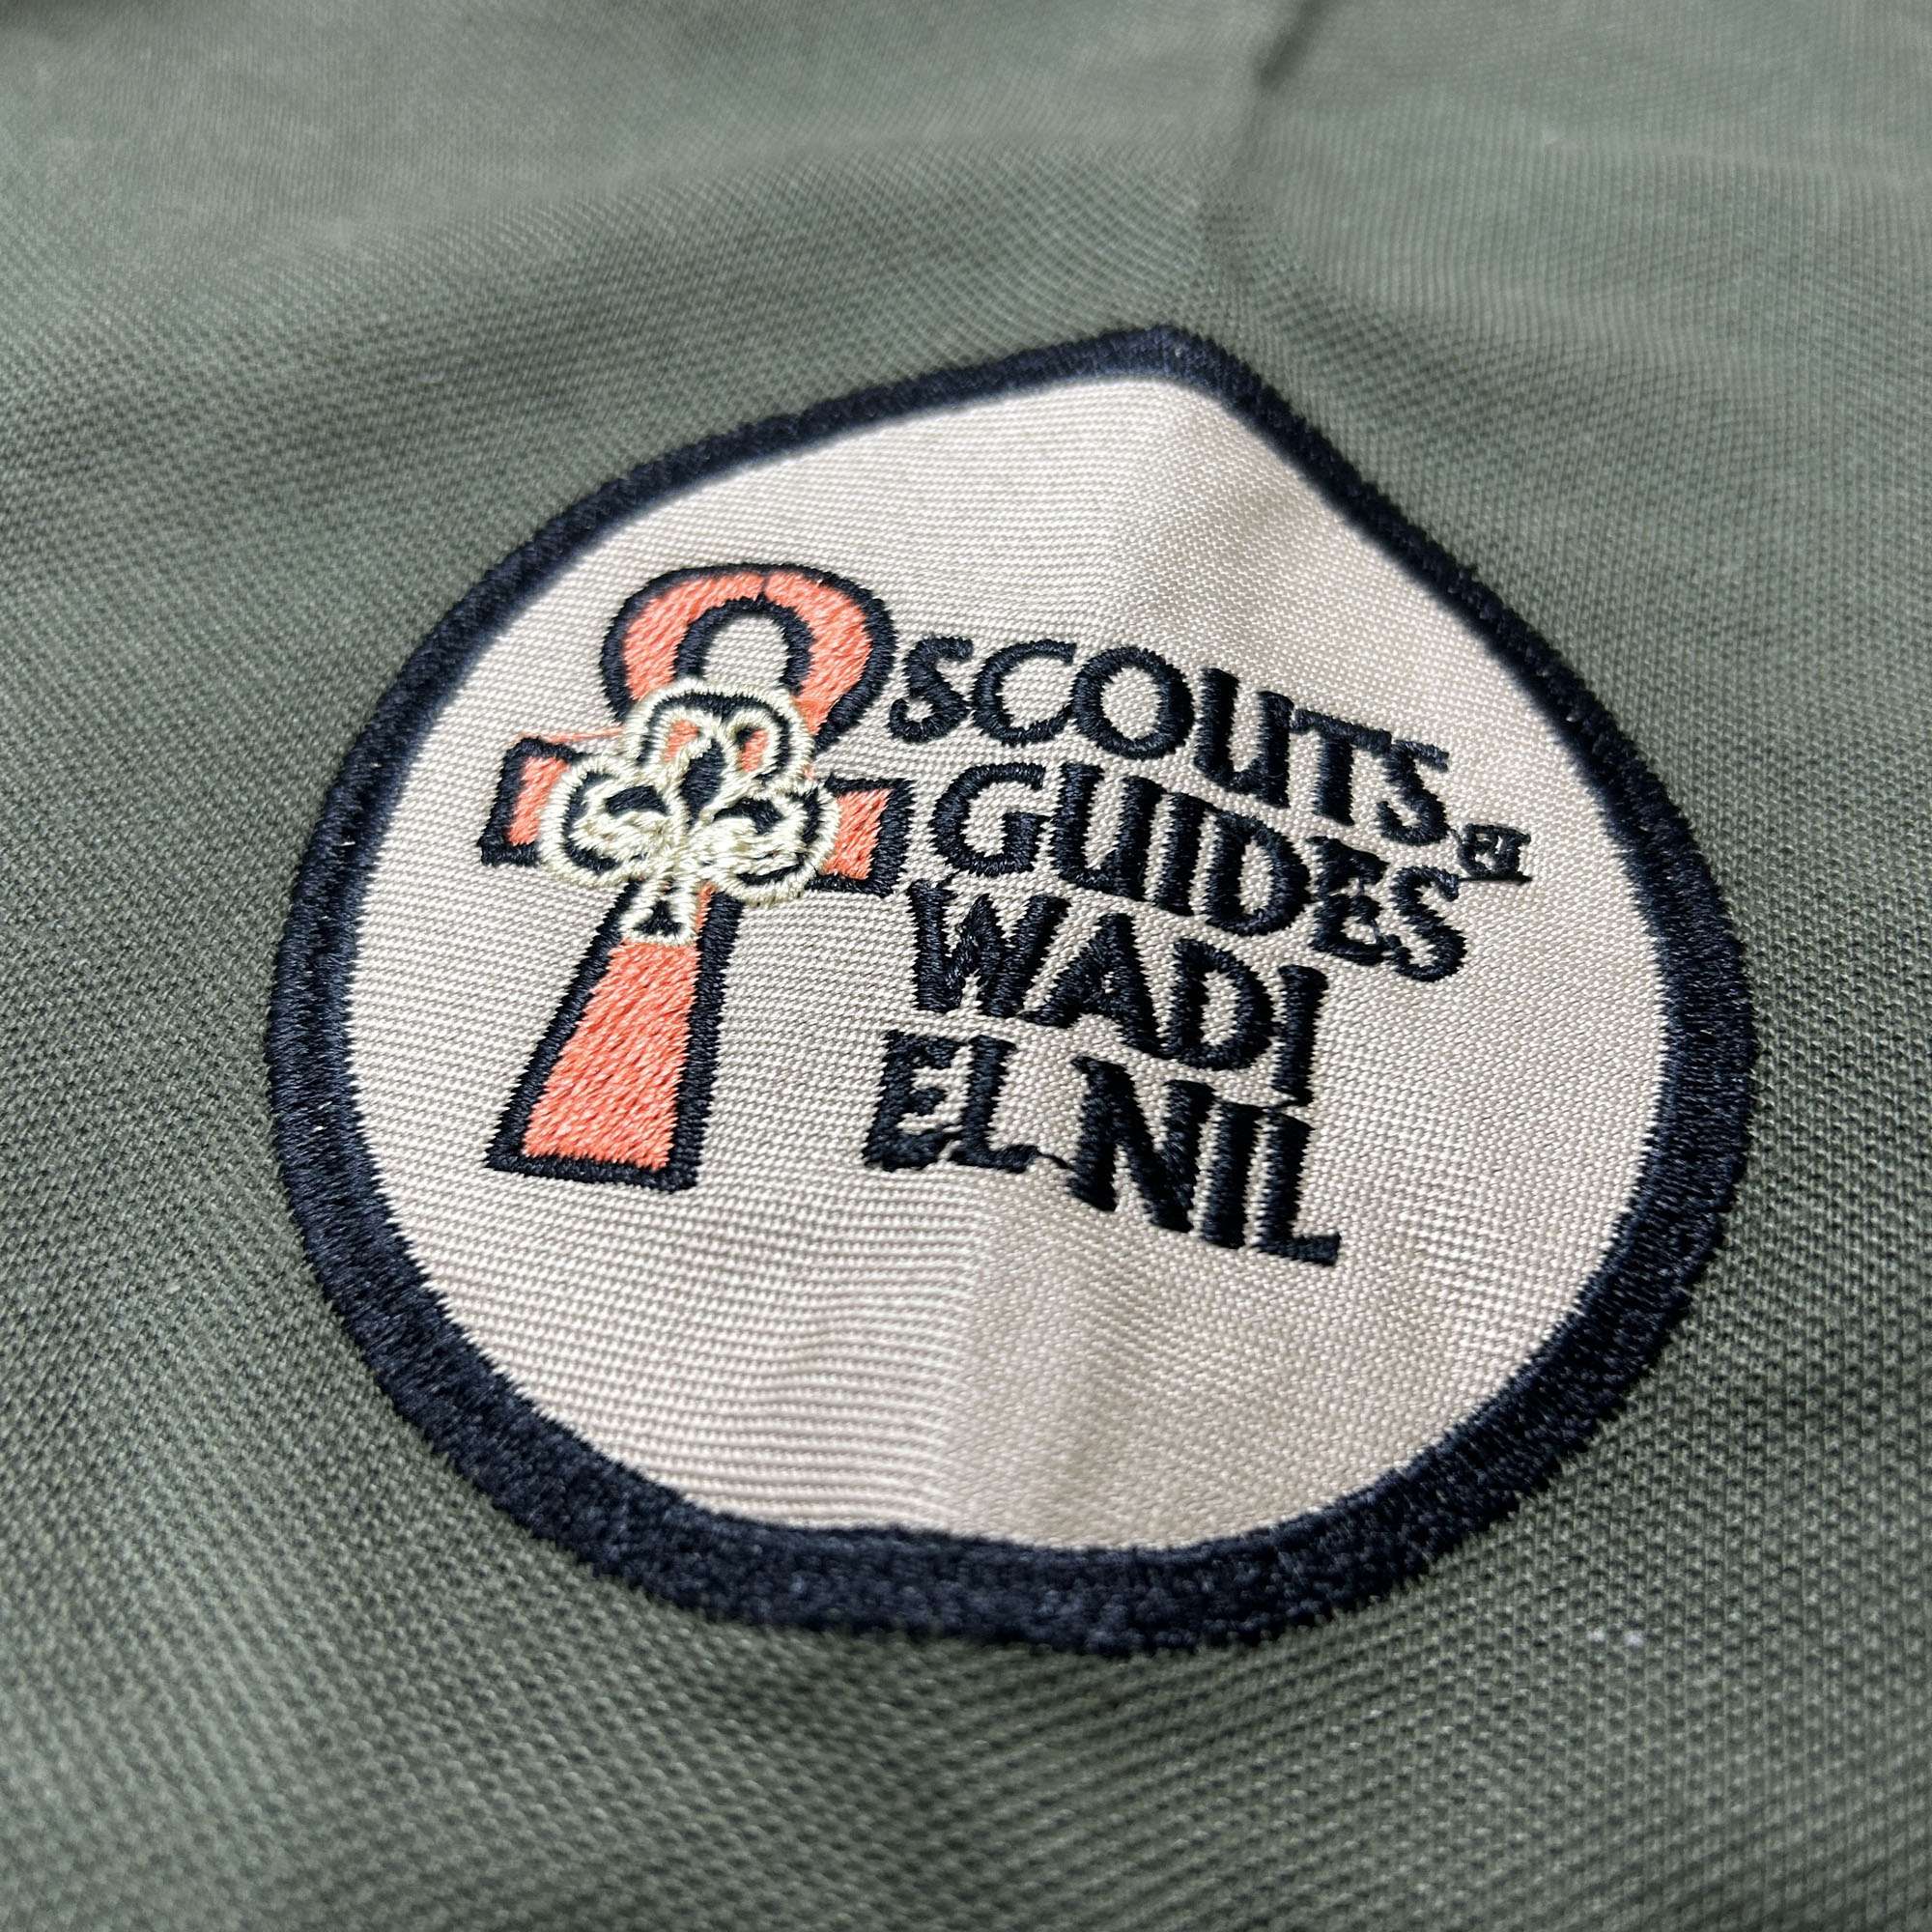 SCOUTS et
GUIDES
WADI
EL NIL